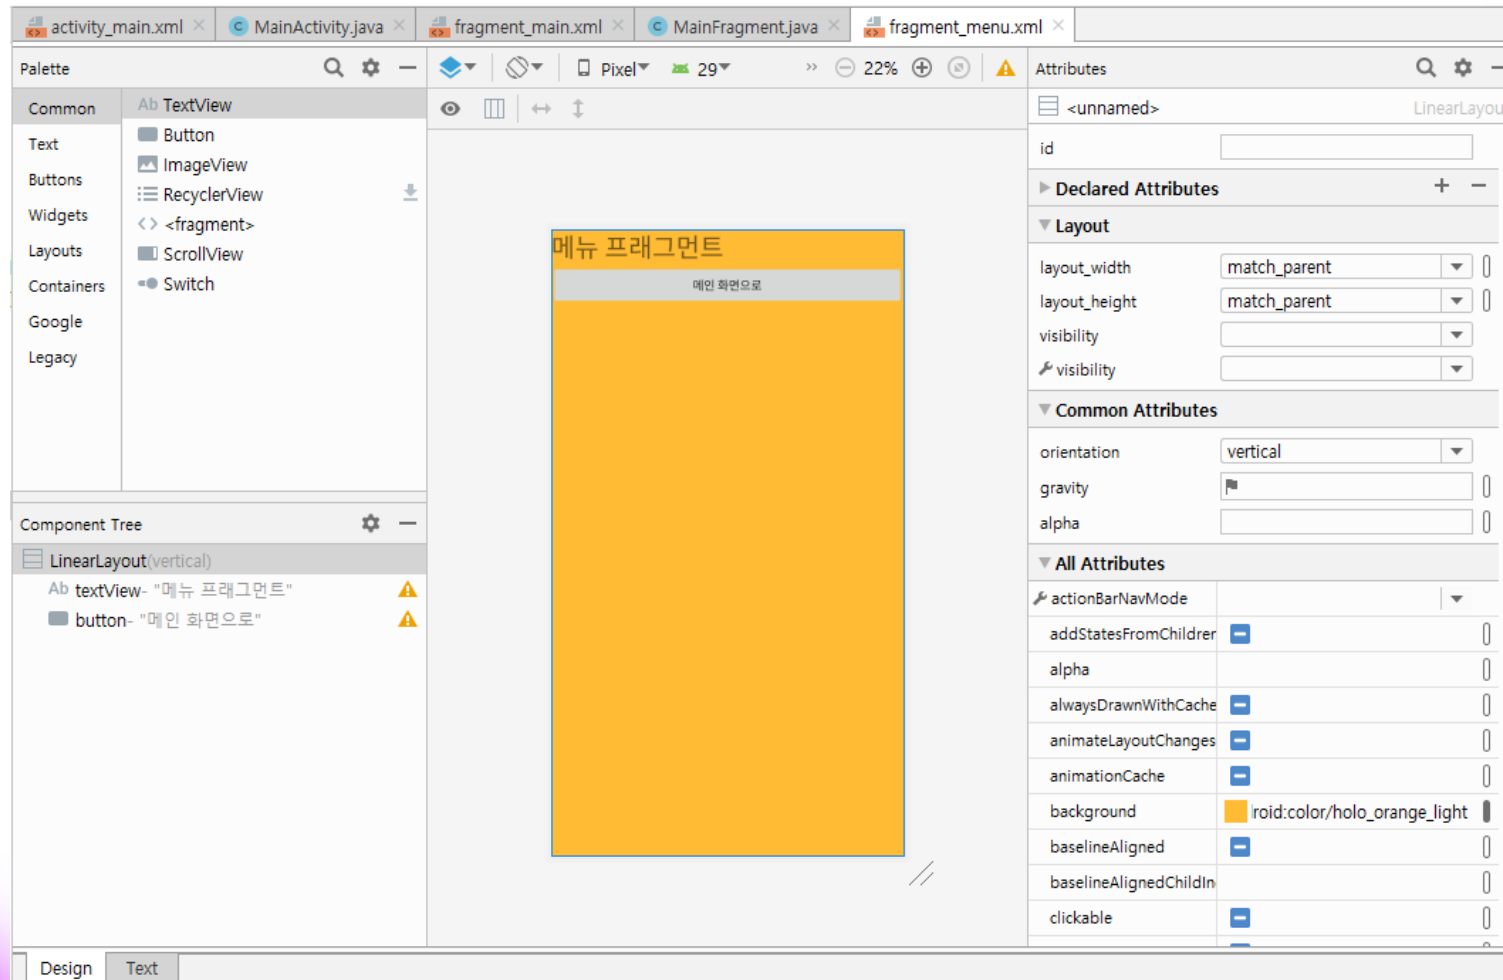 activity_main.xml
MainActivity.java
fragment_main.xml
MainFragment.java
fragment_menu.xml
Palette
Pixel
29
22%
Attributes
Common
Text
Buttons
Widgets
Layouts
Containers
Google
Legacy
Ab TextView
Button
ImageView
RecyclerView
<fragment>
ScrollView
Switch
Component Tree
LinearLayout(vertical)
Ab textView- "메뉴 프래그먼트"
button- "메인 화면으로"
메뉴 프래그먼트
메인 화면으로
<unnamed> LinearLayou
id
Declared Attributes
Layout
layout_width match_parent
layout_height match_parent
visibility
visibility
Common Attributes
orientation vertical
gravity
alpha
All Attributes
actionBarNavMode
addStatesFromChildrer
alpha
alwaysDrawnWithCache
animateLayoutChanges
animationCache
background roid:color/holo_orange_light
baselineAligned
baselineAlignedChildIn
clickable
Design Text